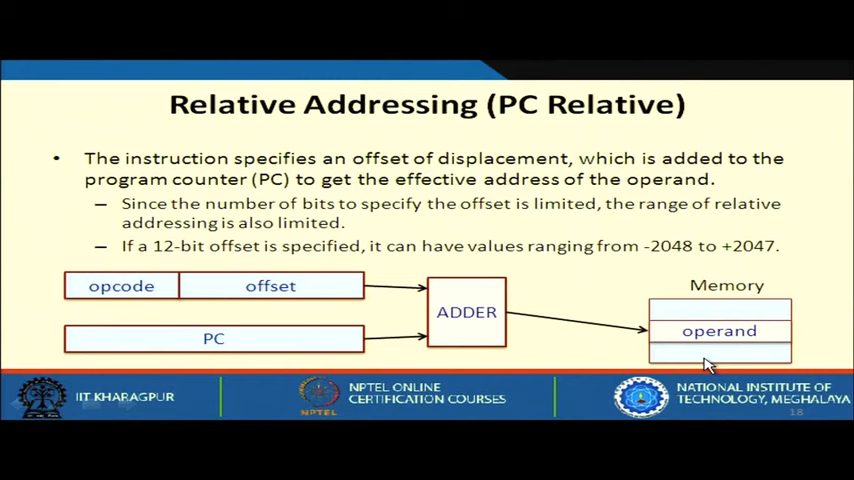 Relative Addressing (PC Relative)
• The instruction specifies an offset of displacement, which is added to the
program counter (PC) to get the effective address of the operand.
– Since the number of bits to specify the offset is limited, the range of relative
addressing is also limited.
– If a 12-bit offset is specified, it can have values ranging from -2048 to +2047.
opcode offset
PC
ADDER
Memory
operand
IIT KHARAGPUR
NPTEL
NPTEL ONLINE
CERTIFICATION COURSES
NATIONAL INSTITUTE OF
TECHNOLOGY, MEGHALAYA
18